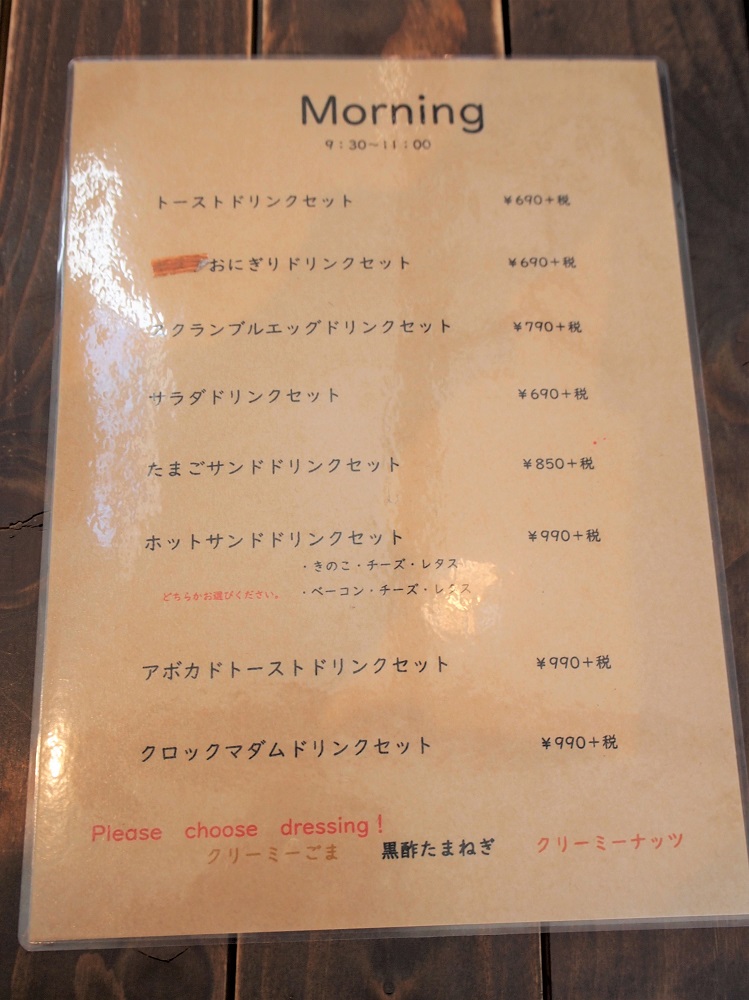 Morning
9:30~11:00
トーストドリンクセット ¥690+税
おにぎりドリンクセット ¥690+税
スクランブルエッグドリンクセット ¥790+税
サラダドリンクセット ¥690+税
たまごサンドドリンクセット ¥850+税
ホットサンドドリンクセット ¥990+税
・きのこ・チーズ・レタス
どちらかお選びください。 ・ベーコン・チーズ・レタス
アボカドトーストドリンクセット ¥990+税
クロックマダムドリンクセット ¥990+税
Please choose dressing!
クリーミーごま 黒酢たまねぎ クリーミーナッツ